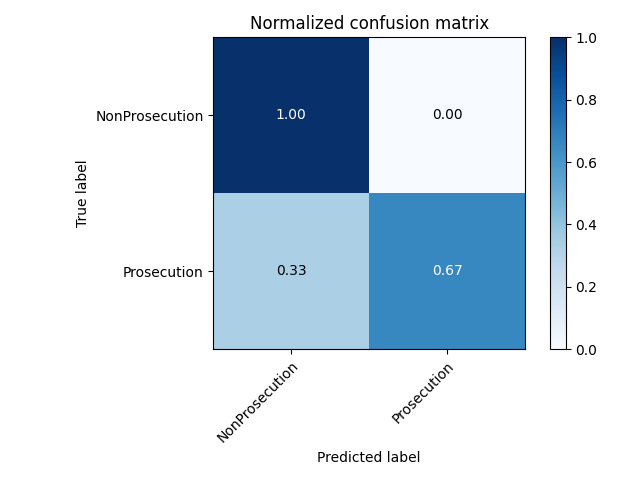 Normalized confusion matrix
True label
NonProsecution
1.00
0.00
Prosecution
0.33
0.67
NonProsecution
Prosecution
Predicted label
1.0
0.8
0.6
0.4
0.2
0.0